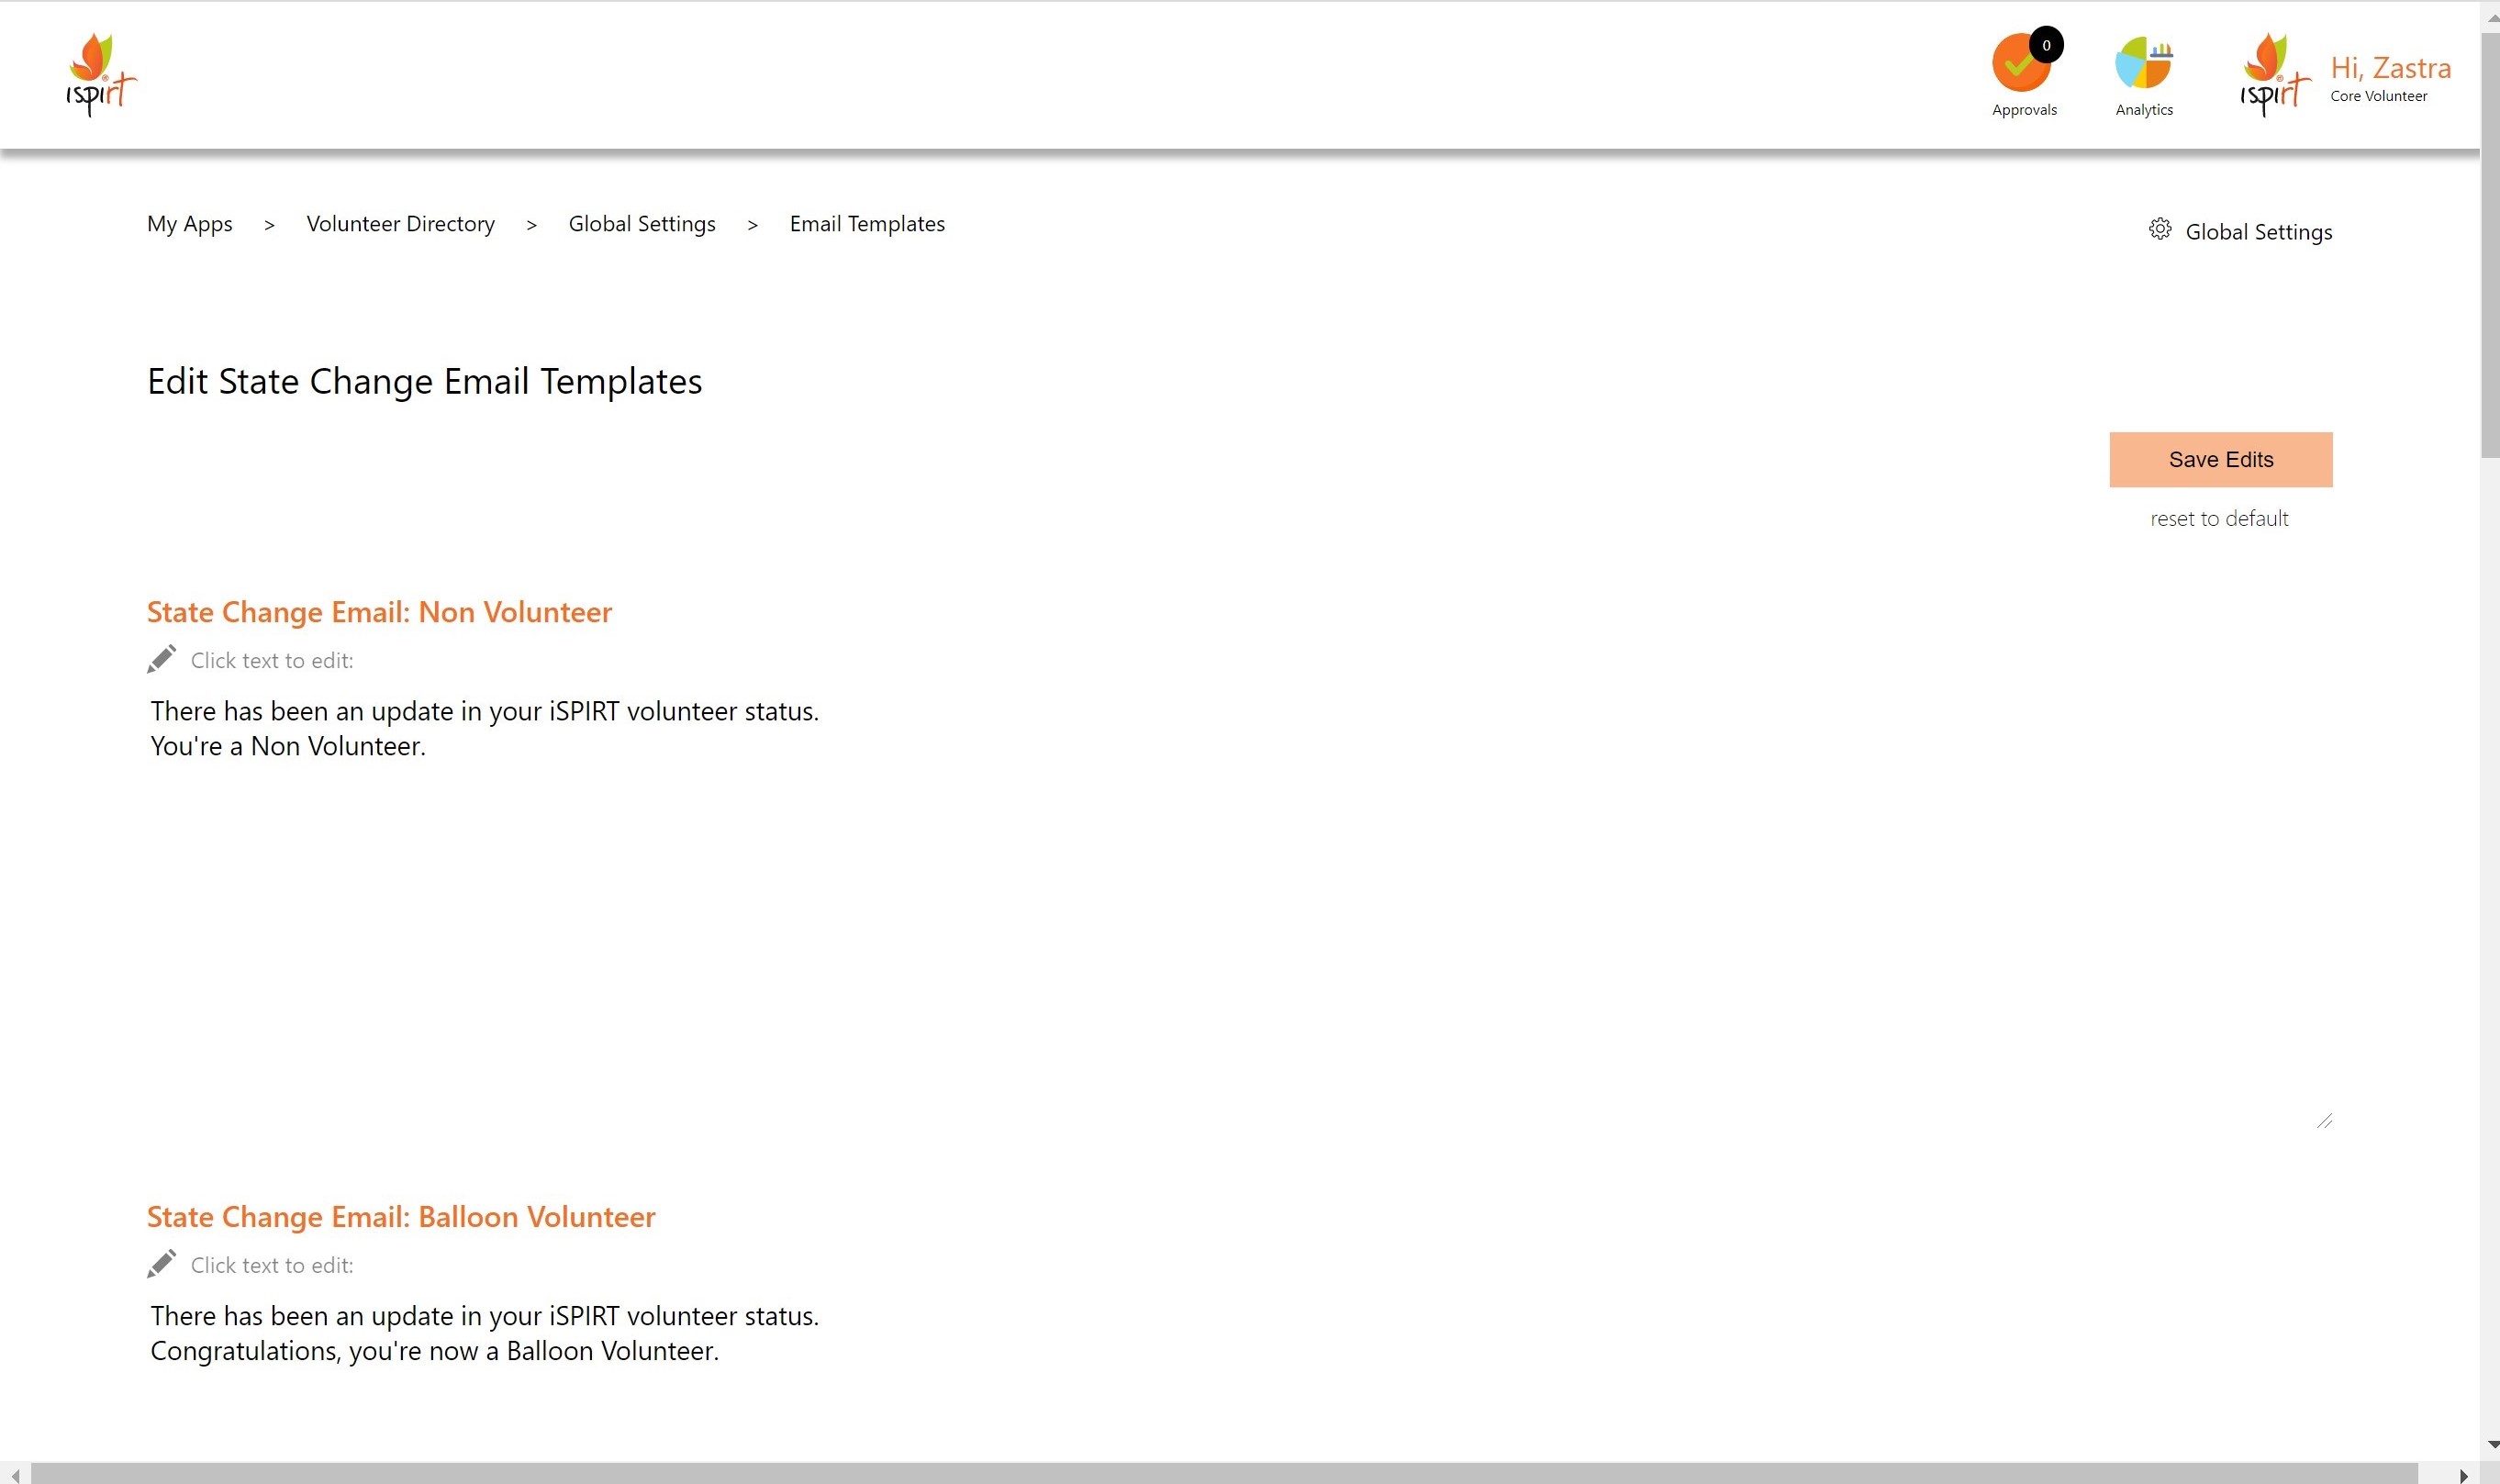 ispirt
0
Approvals
Analytics
ispirt
Hi, Zastra
Core Volunteer
My Apps > Volunteer Directory > Global Settings > Email Templates
Global Settings
Edit State Change Email Templates
Save Edits
reset to default
State Change Email: Non Volunteer
Click text to edit:
There has been an update in your iSPIRT volunteer status.
You're a Non Volunteer.
State Change Email: Balloon Volunteer
Click text to edit:
There has been an update in your iSPIRT volunteer status.
Congratulations, you're now a Balloon Volunteer.